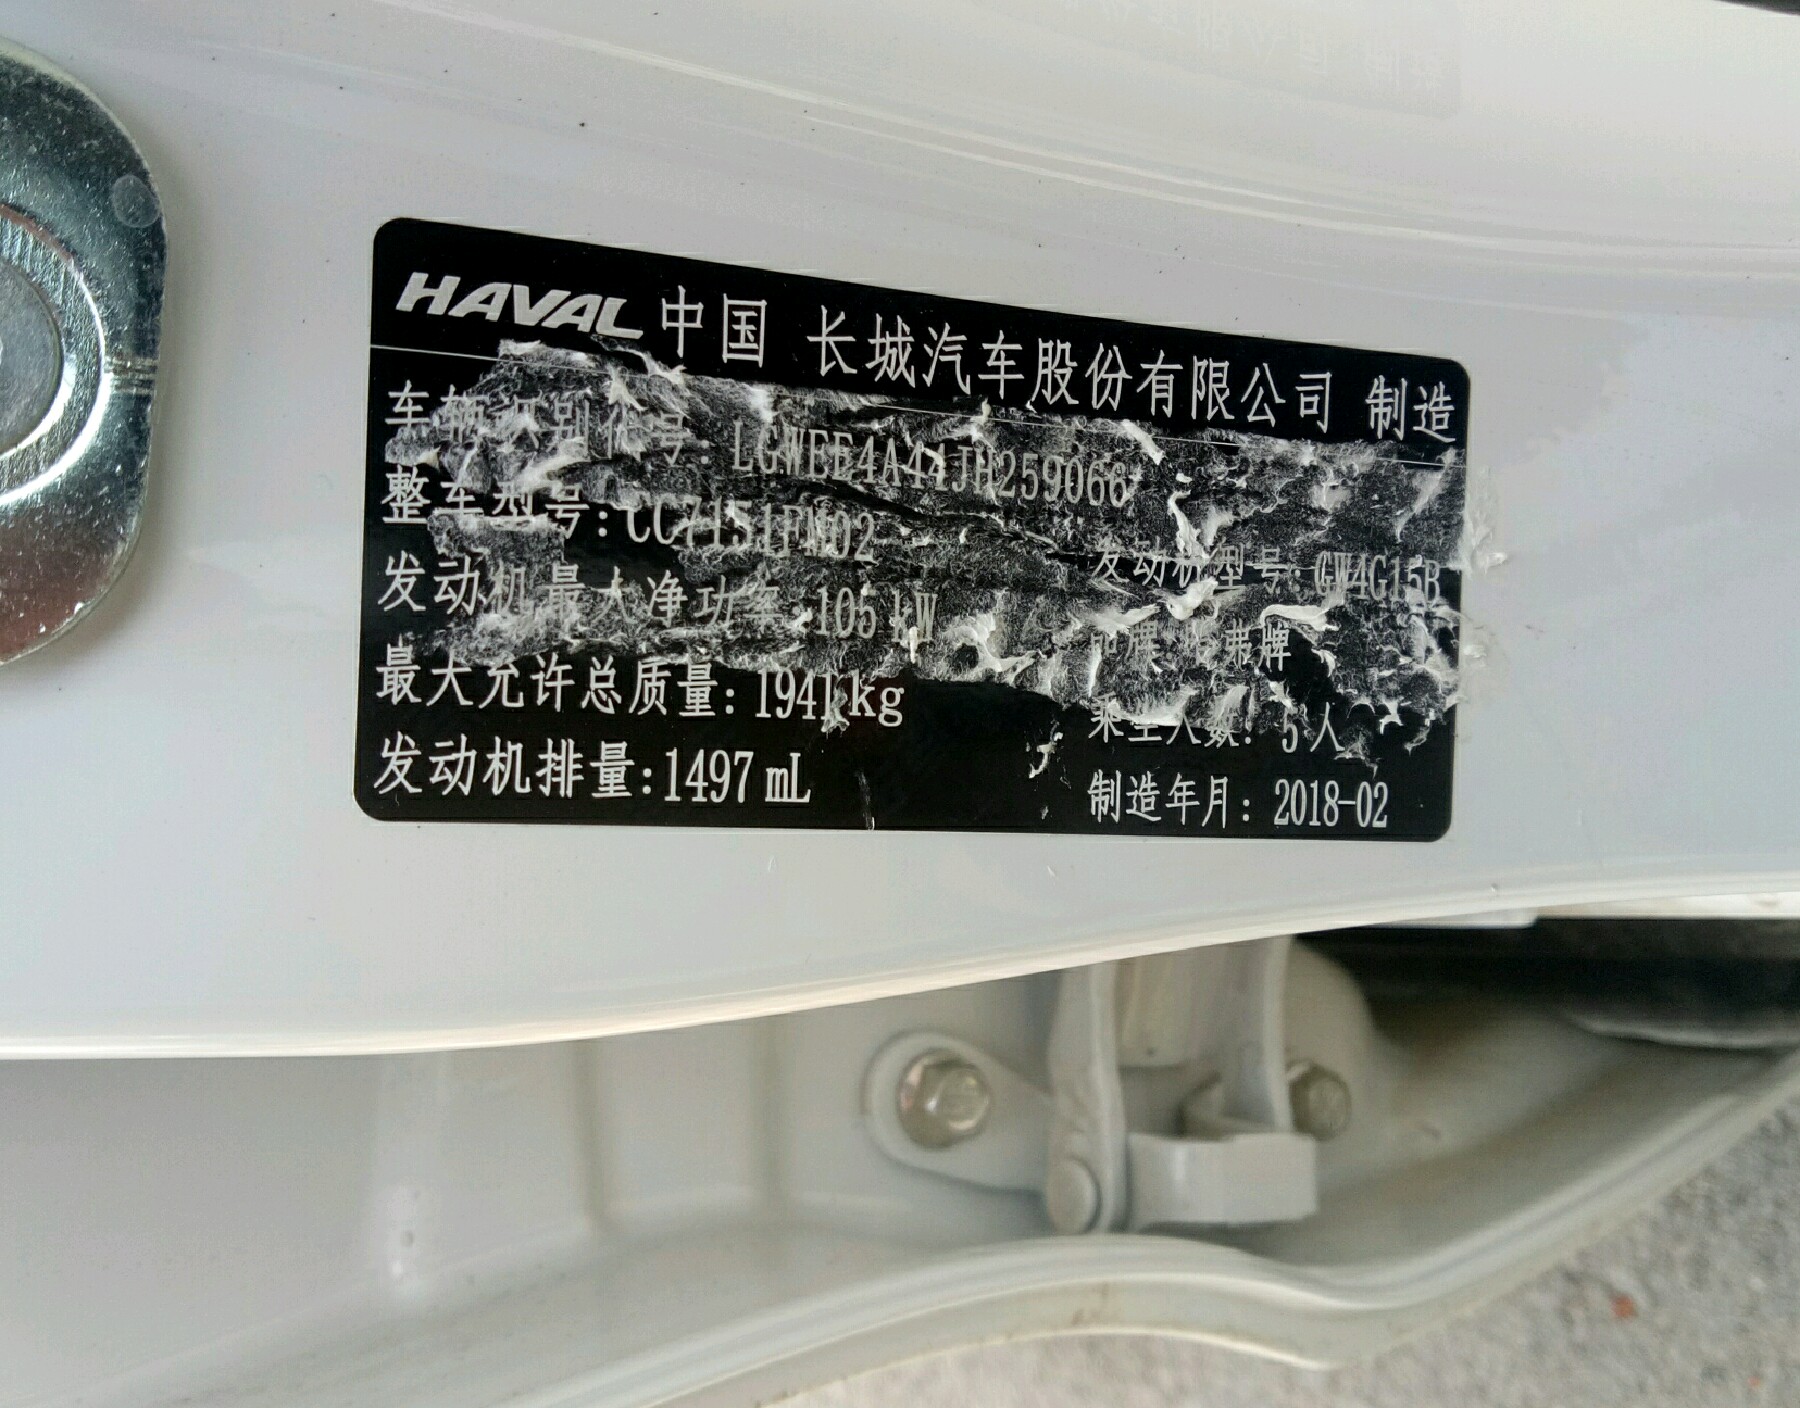 HAVAL 中国 长城汽车股份有限公司 制造
车辆识别代号: LGWEE4A44JH259066
整车型号: CC7151FM02
发动机型号: GW4G15B
发动机最大净功率: 105 kW
品牌: 哈弗牌
最大允许总质量: 1941 kg
乘坐人数: 5 人
发动机排量: 1497 mL
制造年月: 2018-02